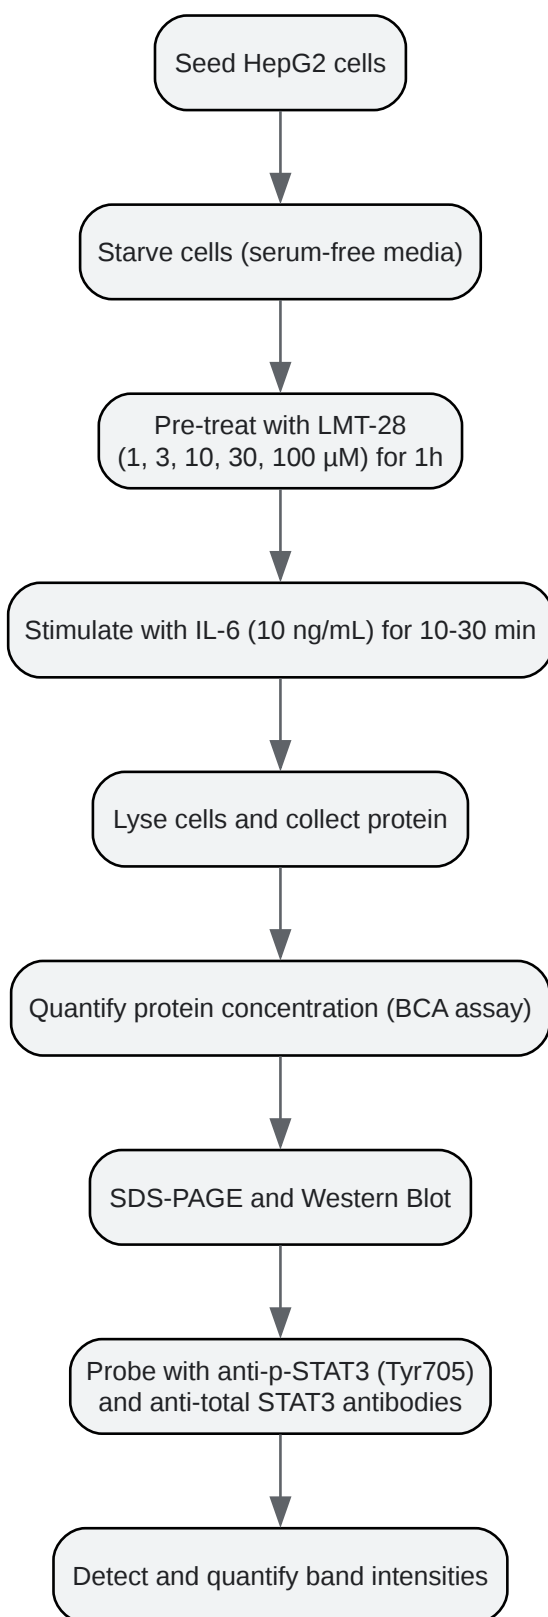 Seed HepG2 cells
Starve cells (serum-free media)
Pre-treat with LMT-28
(1, 3, 10, 30, 100 µM) for 1h
Stimulate with IL-6 (10 ng/mL) for 10-30 min
Lyse cells and collect protein
Quantify protein concentration (BCA assay)
SDS-PAGE and Western Blot
Probe with anti-p-STAT3 (Tyr705)
and anti-total STAT3 antibodies
Detect and quantify band intensities